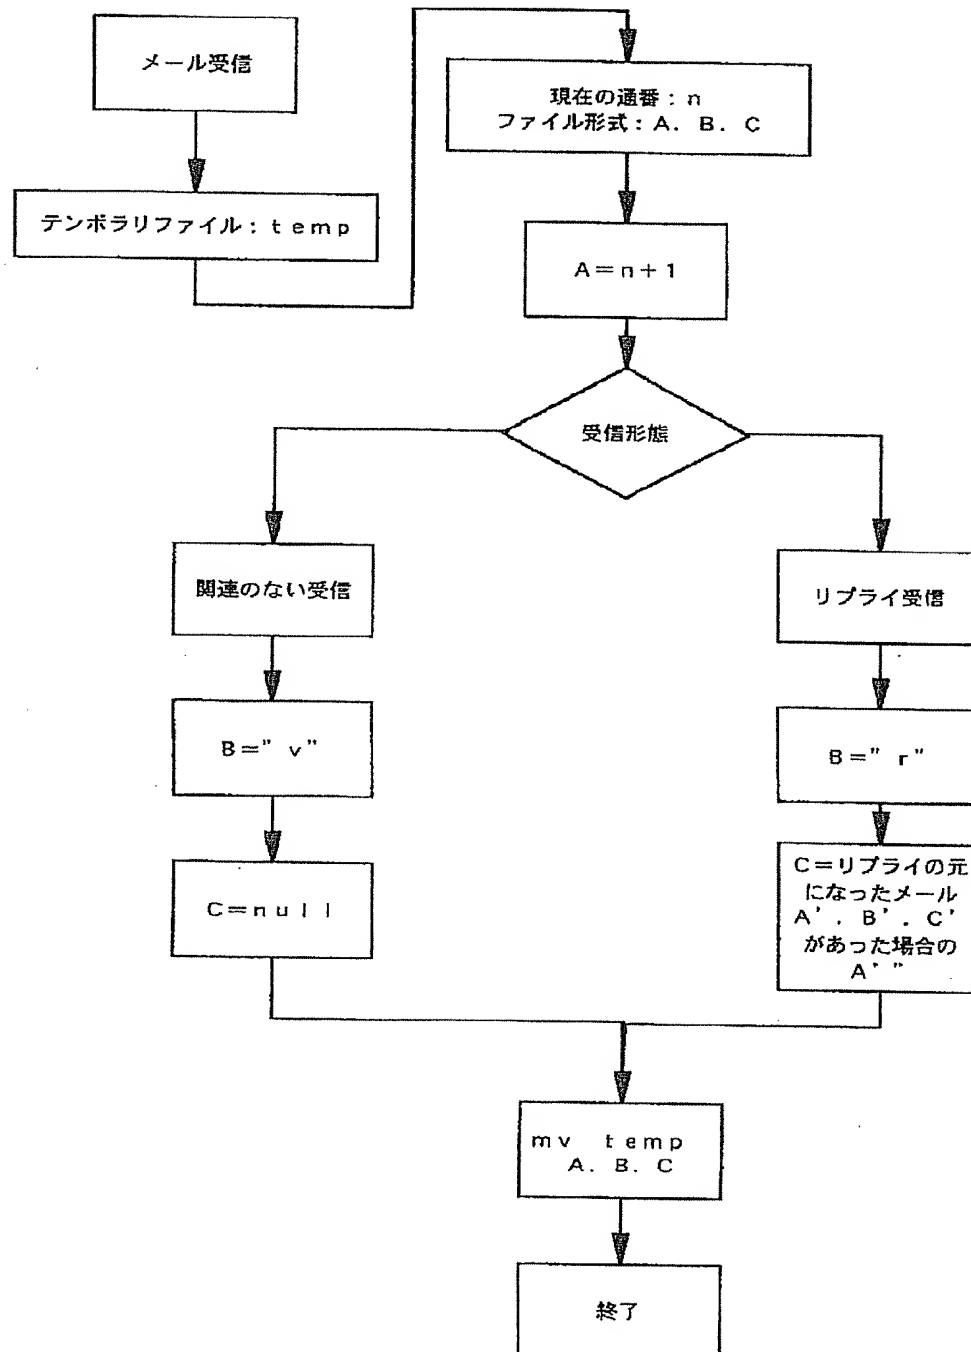 メール受信
テンポラリファイル：temp
現在の通番：n
ファイル形式：A．B．C
A＝n＋1
受信形態
関連のない受信
B＝”v”
C＝null
リプライ受信
B＝”r”
C＝リプライの元
になったメール
A'．B'．C'
があった場合の
A'”
mv temp
A．B．C
終了